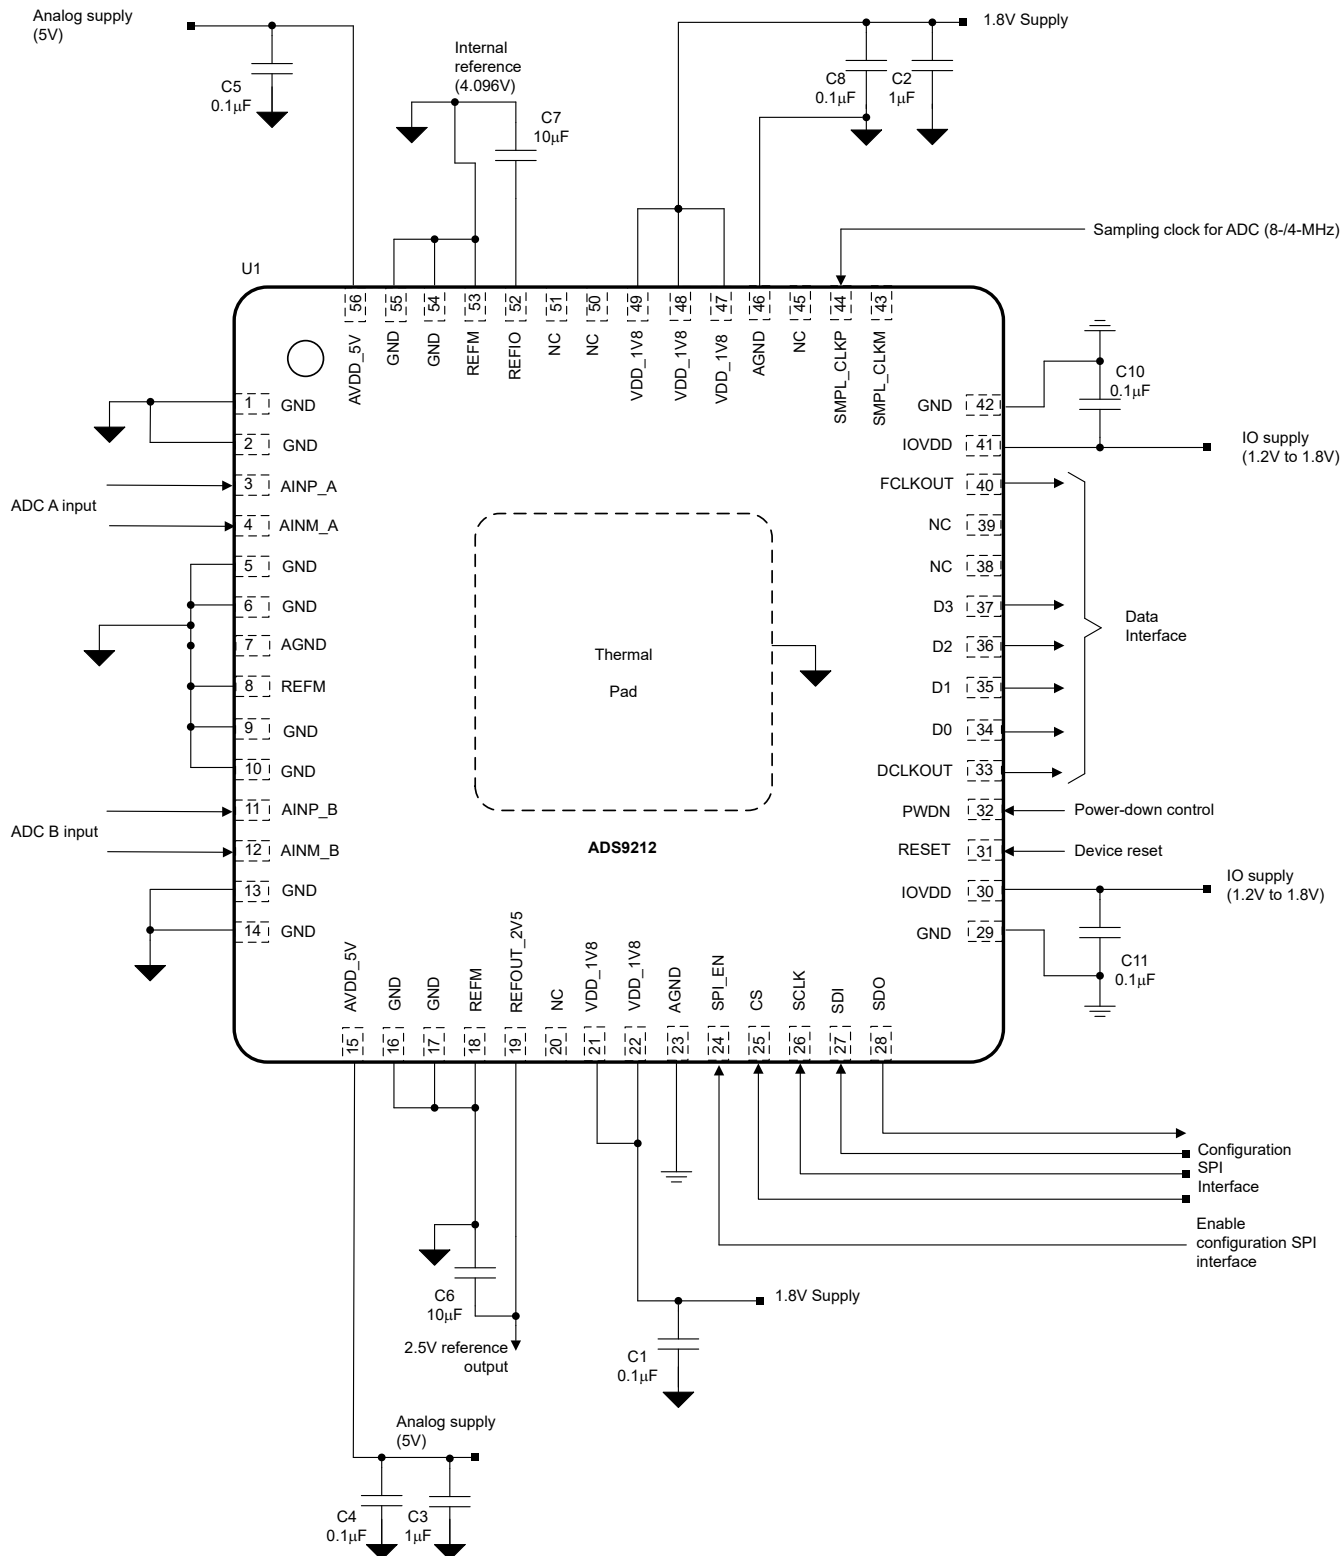 Analog supply
(5V)
C5
0.1μF
Internal
reference
(4.096V)
C7
10μF
1.8V Supply
C8
0.1μF
C2
1μF
Sampling clock for ADC (8-/4-MHz)
U1
56
55
54
53
52
51
50
49
48
47
46
45
44
43
AVDD_5V
GND
GND
REFM
REFIO
NC
NC
VDD_1V8
VDD_1V8
VDD_1V8
AGND
NC
SMPL_CLKP
SMPL_CLKM
1 GND
2 GND
3 AINP_A
4 AINM_A
ADC A input
5 GND
6 GND
7 AGND
8 REFM
9 GND
10 GND
11 AINP_B
12 AINM_B
ADC B input
13 GND
14 GND
Thermal
Pad
ADS9212
GND 42
C10
0.1μF
IOVDD 41
IO supply
(1.2V to 1.8V)
FCLKOUT 40
NC 39
NC 38
D3 37
D2 36
D1 35
D0 34
DCLKOUT 33
Data
Interface
PWDN 32
Power-down control
RESET 31
Device reset
IOVDD 30
IO supply
(1.2V to 1.8V)
GND 29
C11
0.1μF
AVDD_5V
GND
GND
REFM
REFOUT_2V5
NC
VDD_1V8
VDD_1V8
AGND
SPI_EN
CS
SCLK
SDI
SDO
15
16
17
18
19
20
21
22
23
24
25
26
27
28
Configuration
SPI
Interface
Enable
configuration SPI
interface
C6
10μF
2.5V reference
output
1.8V Supply
C1
0.1μF
Analog supply
(5V)
C4
0.1μF
C3
1μF